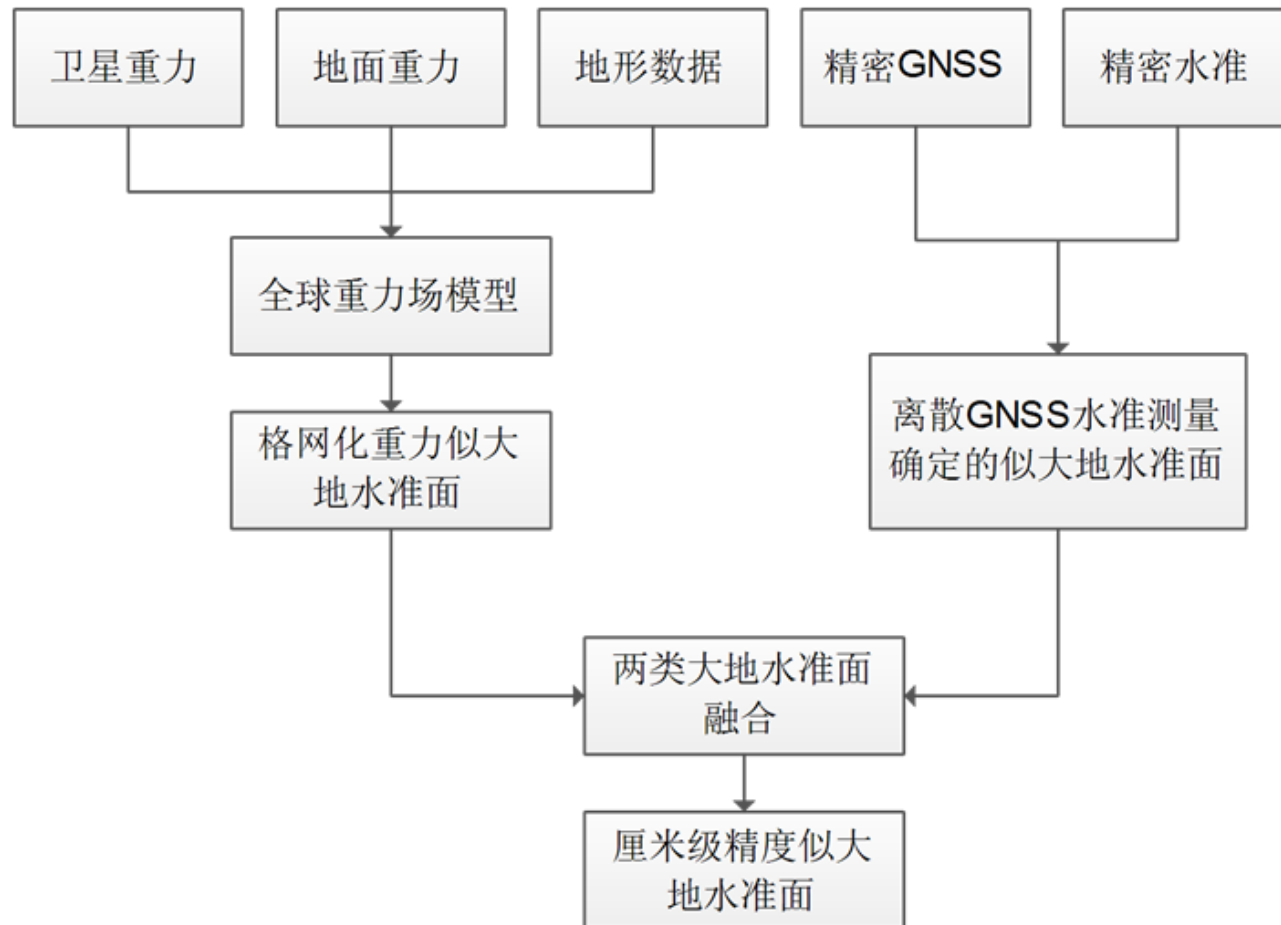 卫星重力
地面重力
地形数据
精密GNSS
精密水准
全球重力场模型
格网化重力似大
地水准面
离散GNSS水准测量
确定的似大地水准面
两类大地水准面
融合
厘米级精度似大
地水准面